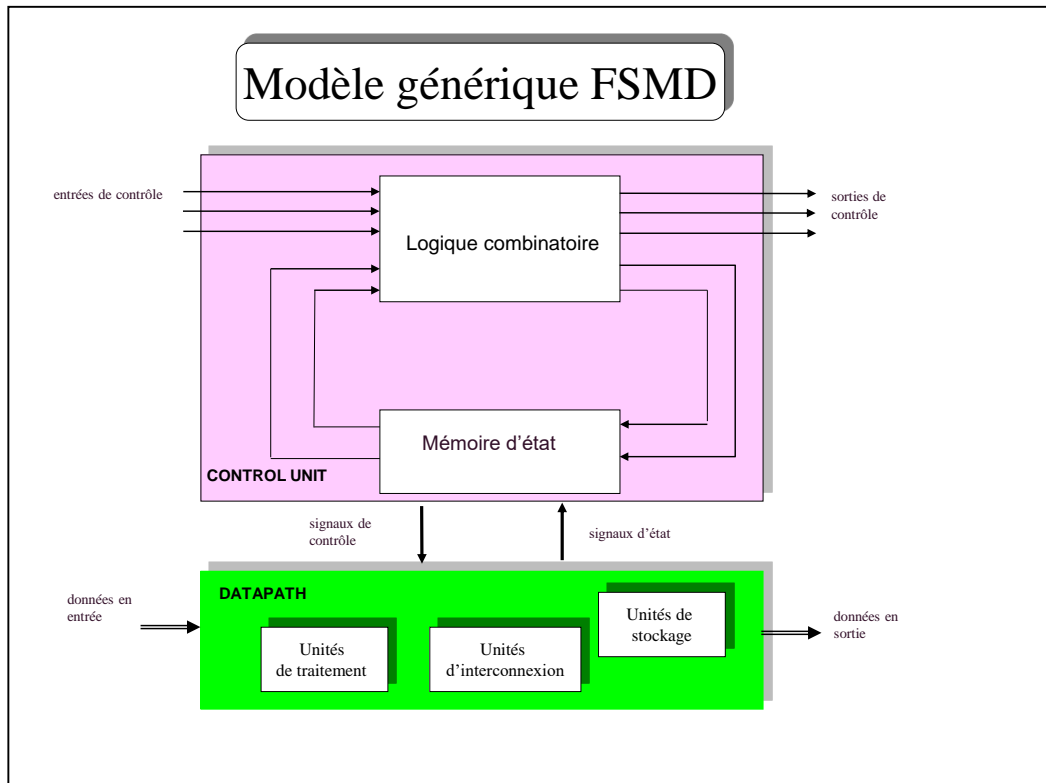 Modèle générique FSMD
entrées de contrôle
Logique combinatoire
sorties de
contrôle
Mémoire d'état
CONTROL UNIT
signaux de
contrôle
signaux d'état
données en
entrée
DATAPATH
Unités
de traitement
Unités
d'interconnexion
Unités de
stockage
données en
sortie